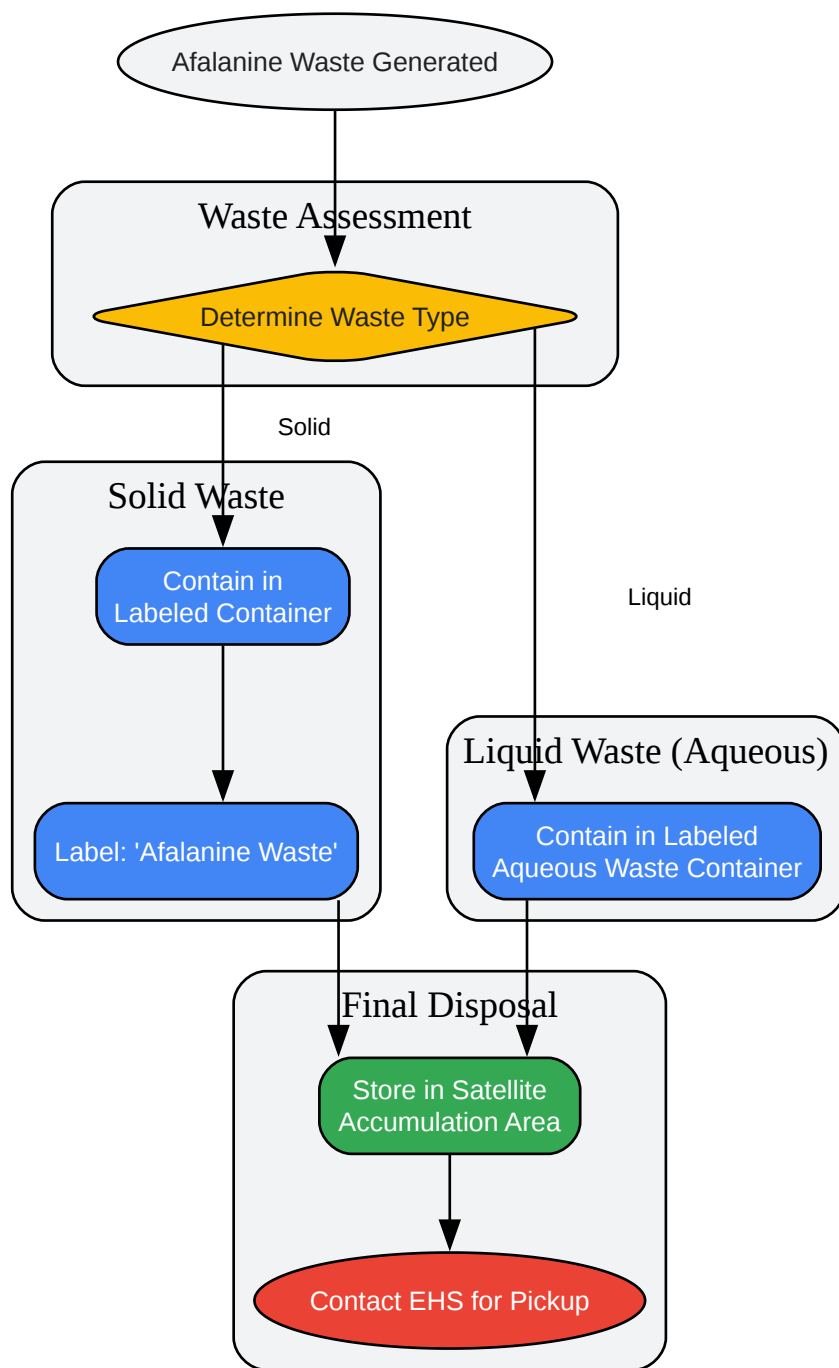 Afalanine Waste Generated
Waste Assessment
Determine Waste Type
Solid
Solid Waste
Contain in
Labeled Container
Liquid
Liquid Waste (Aqueous)
Label: 'Afalanine Waste'
Contain in Labeled
Aqueous Waste Container
Final Disposal
Store in Satellite
Accumulation Area
Contact EHS for Pickup